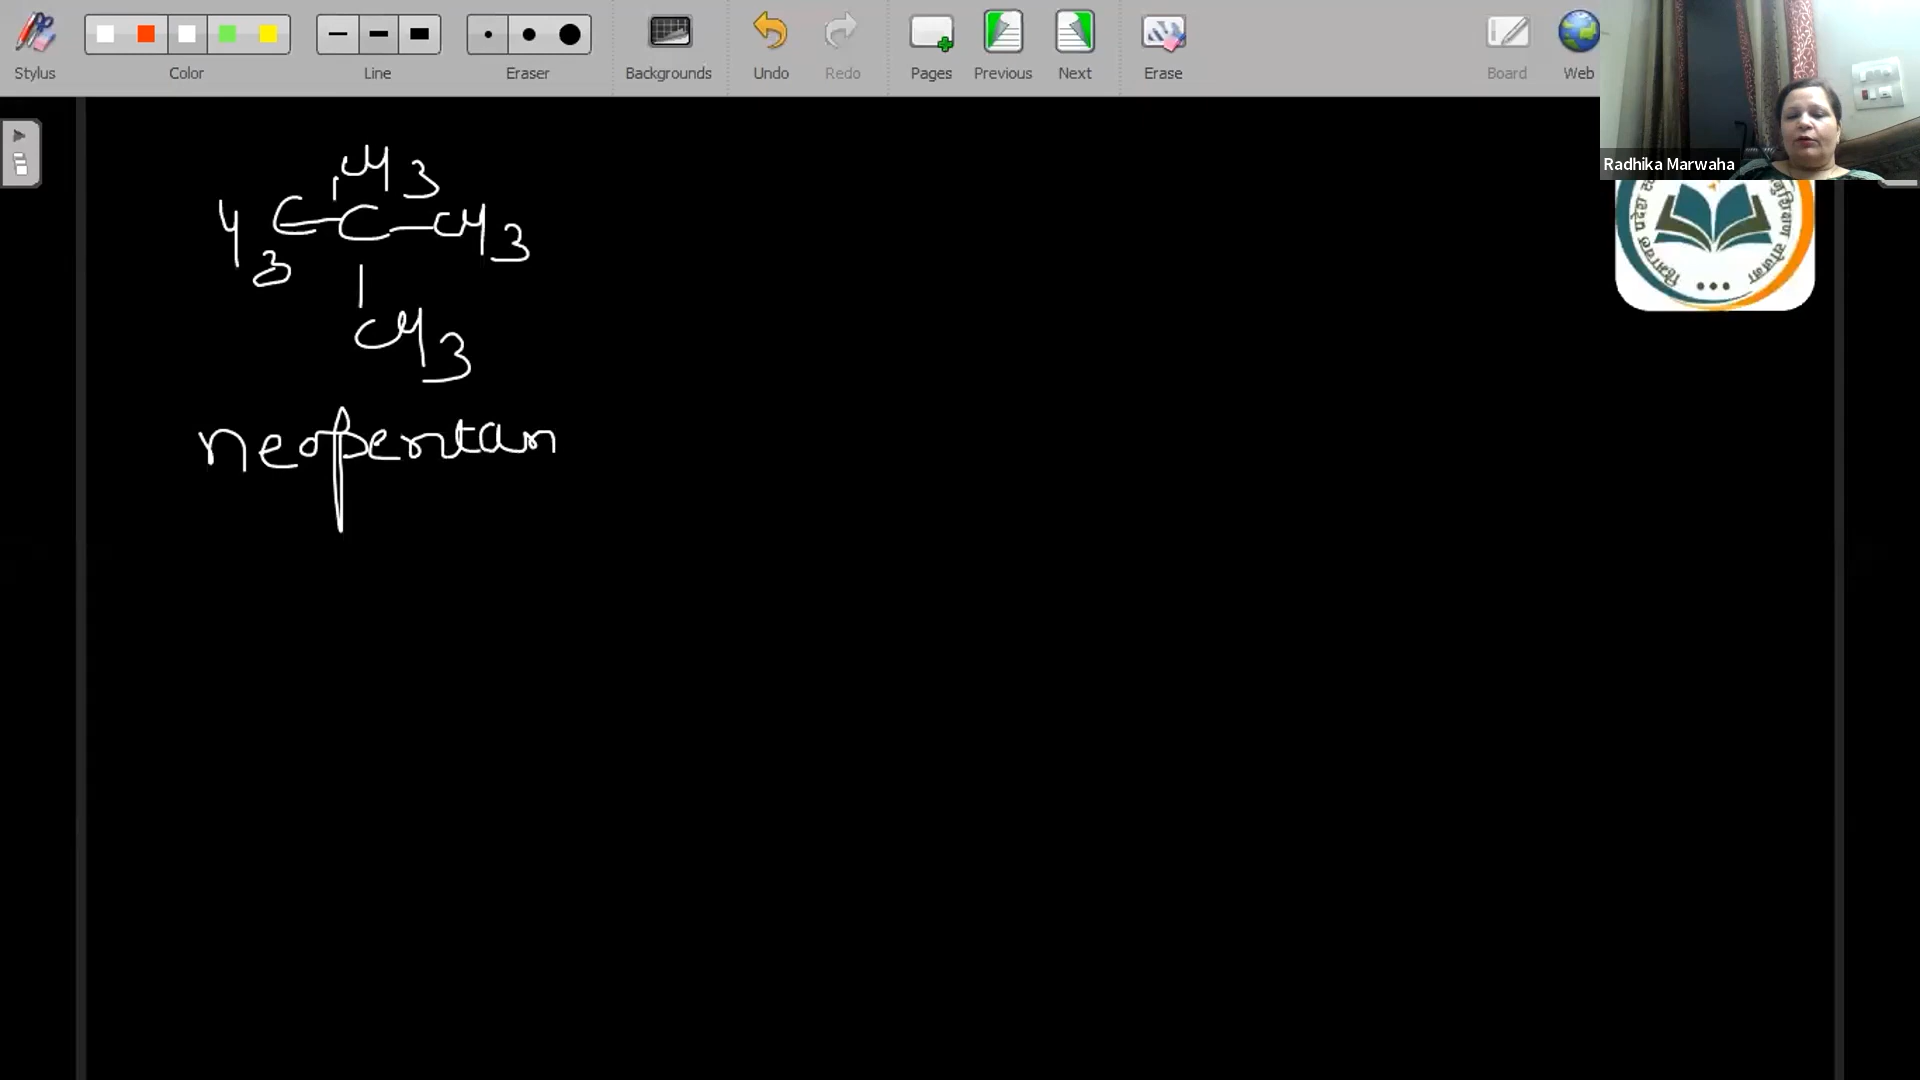 Stylus Color Line Eraser Backgrounds Undo Redo Pages Previous Next Erase Board Web
Radhika Marwaha
CH3
H3C-C-CH3
CH3
neopentan